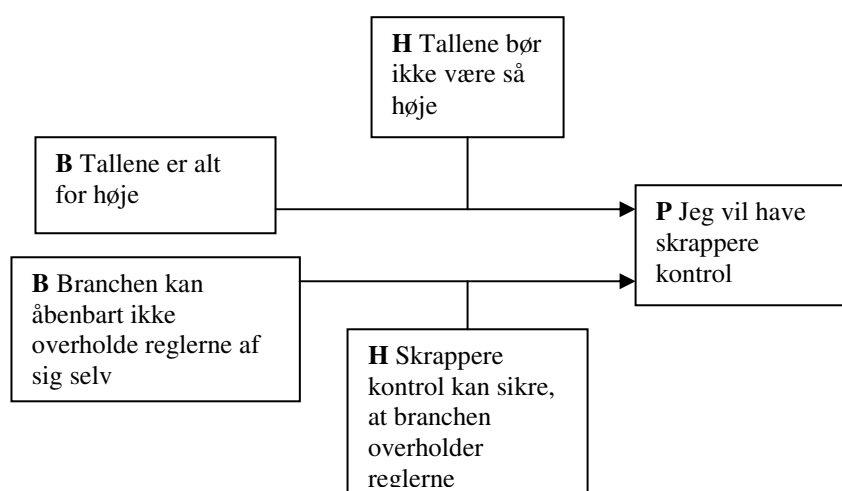 H Tallene bør
ikke være så
høje
B Tallene er alt
for høje
P Jeg vil have
skrappere
kontrol
B Branchen kan
åbenbart ikke
overholde reglerne af
sig selv
H Skrappere
kontrol kan sikre,
at branchen
overholder
reglerne